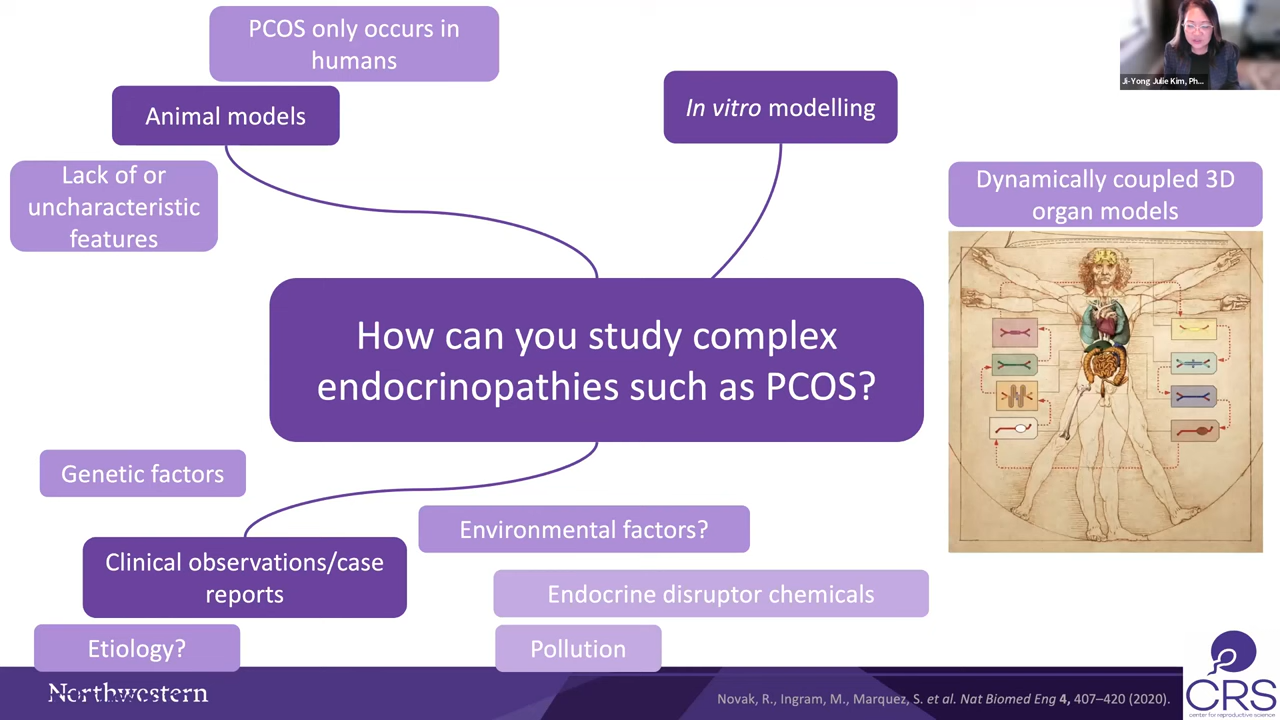 PCOS only occurs in
humans
Animal models
Lack of or
uncharacteristic
features
In vitro modelling
Ji-Yong Julie Kim, Ph...
Dynamically coupled 3D
organ models
How can you study complex
endocrinopathies such as PCOS?
Genetic factors
Clinical observations/case
reports
Etiology?
Environmental factors?
Endocrine disruptor chemicals
Pollution
Northwestern
Novak, R., Ingram, M., Marquez, S. et al. Nat Biomed Eng 4, 407–420 (2020).
CRS
center for reproductive science